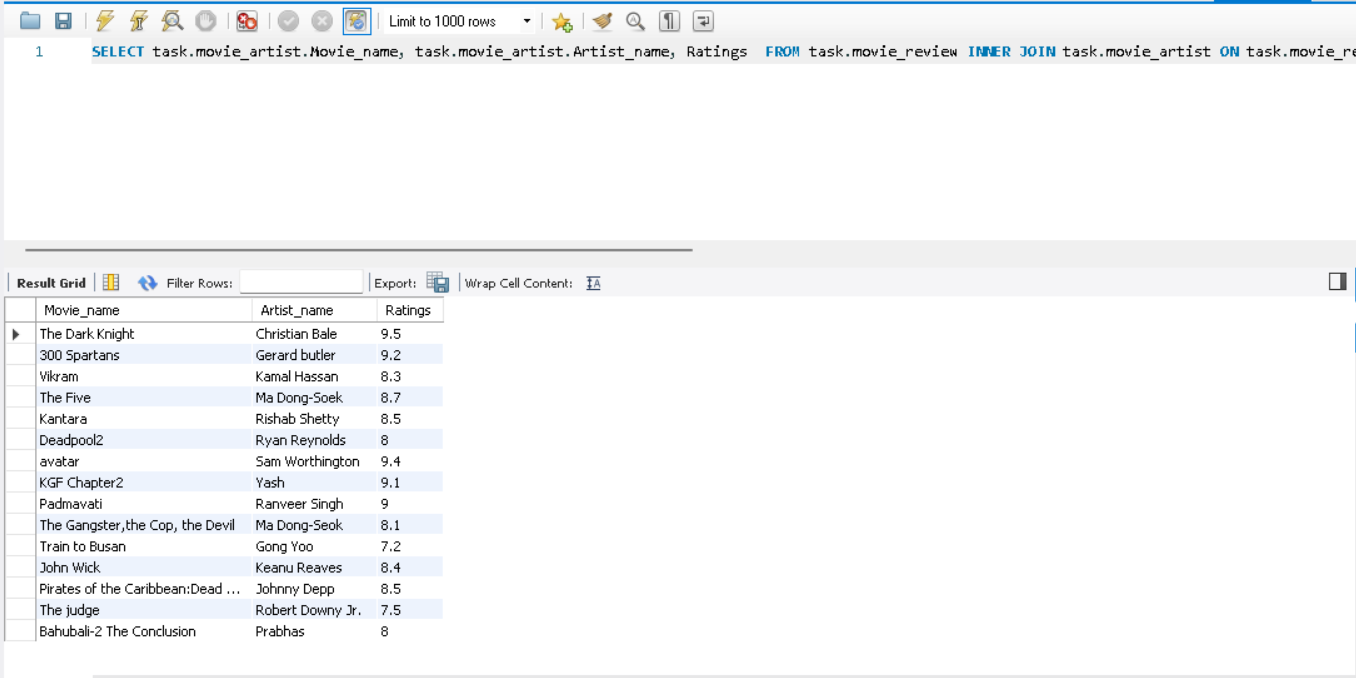 Limit to 1000 rows
1 SELECT task.movie_artist.Movie_name, task.movie_artist.Artist_name, Ratings FROM task.movie_review INNER JOIN task.movie_artist ON task.movie_re
Result Grid Filter Rows: Export: Wrap Cell Content: IA
Movie_name Artist_name Ratings
The Dark Knight Christian Bale 9.5
300 Spartans Gerard butler 9.2
Vikram Kamal Hassan 8.3
The Five Ma Dong-Soek 8.7
Kantara Rishab Shetty 8.5
Deadpool2 Ryan Reynolds 8
avatar Sam Worthington 9.4
KGF Chapter2 Yash 9.1
Padmavati Ranveer Singh 9
The Gangster,the Cop, the Devil Ma Dong-Seok 8.1
Train to Busan Gong Yoo 7.2
John Wick Keanu Reaves 8.4
Pirates of the Caribbean:Dead ... Johnny Depp 8.5
The judge Robert Downy Jr. 7.5
Bahubali-2 The Conclusion Prabhas 8